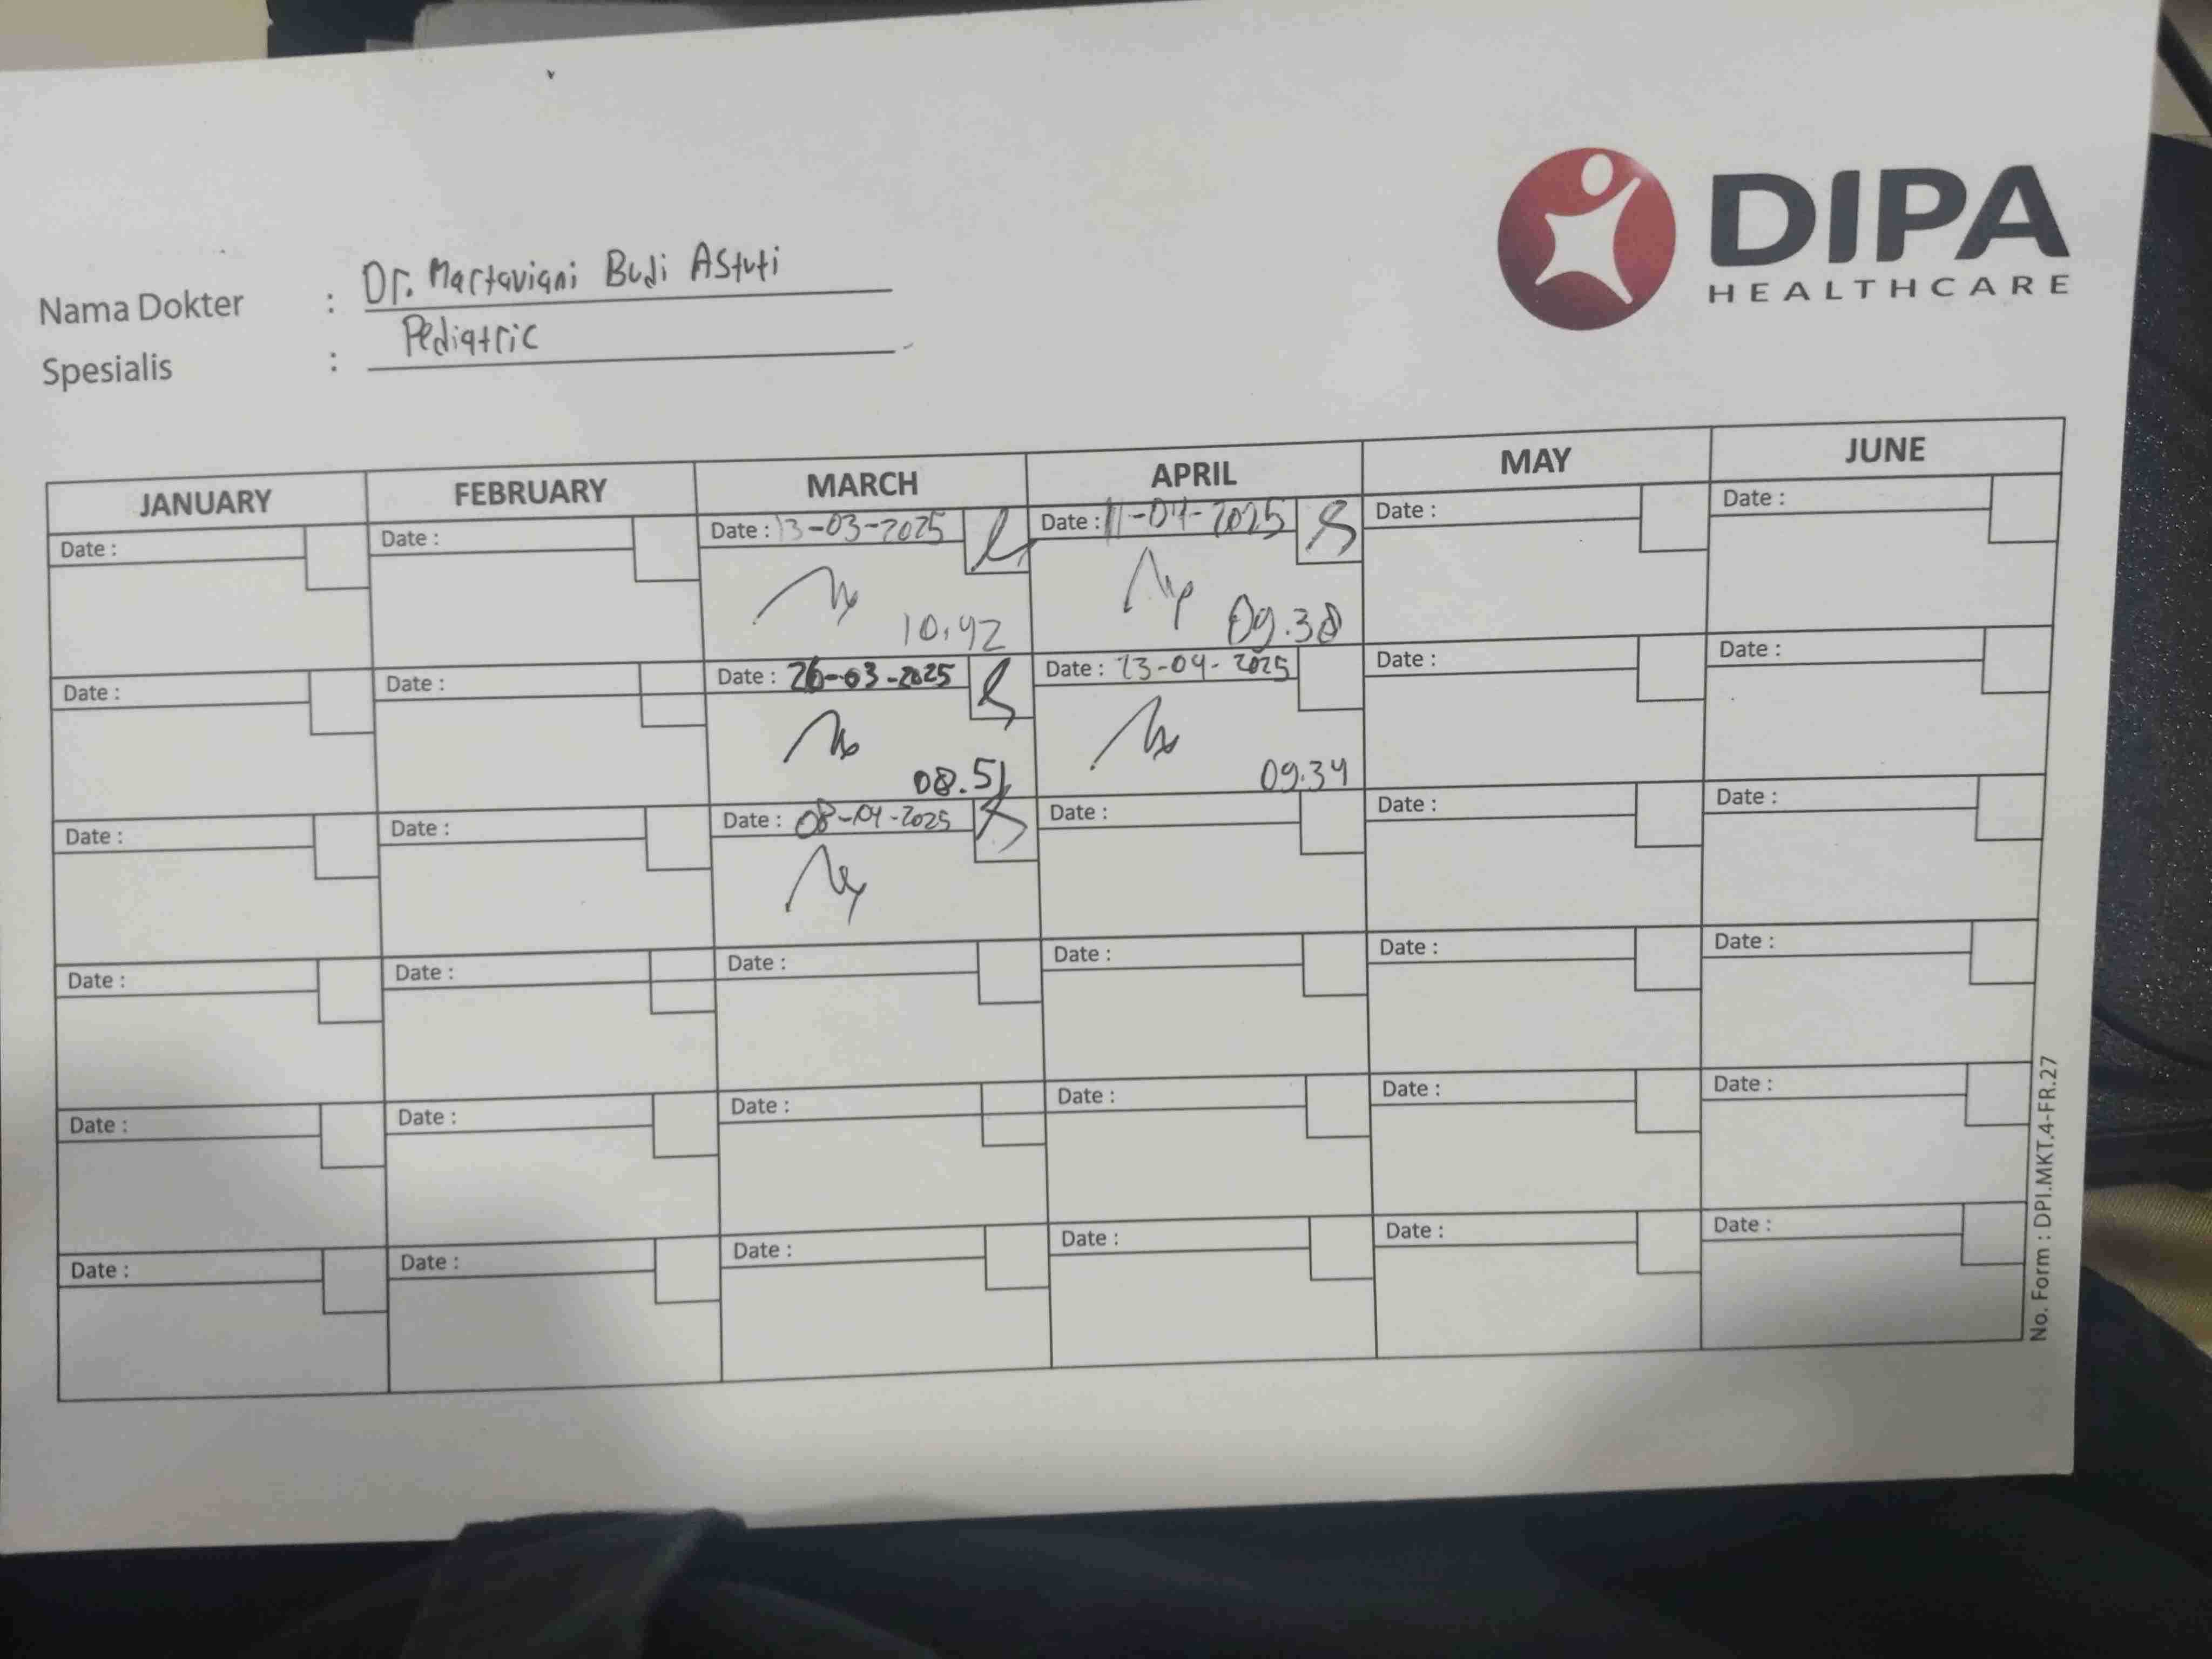 DIPA
HEALTHCARE
Nama Dokter : Dr. Martaviani Budi Astuti
Spesialis : Pediatric
JANUARY FEBRUARY MARCH APRIL MAY JUNE
Date : Date : Date : 13-03-2025 Date : 11-04-2025 Date : Date :
10.42 09.38
Date : Date : Date : 26-03-2025 Date : 23-04-2025 Date : Date :
08.51 09.34
Date : Date : Date : 08-04-2025 Date : Date : Date :
Date : Date : Date : Date : Date : Date :
Date : Date : Date : Date : Date : Date :
Date : Date : Date : Date : Date : Date :
No. Form : DPI.MKT.4-FR.27